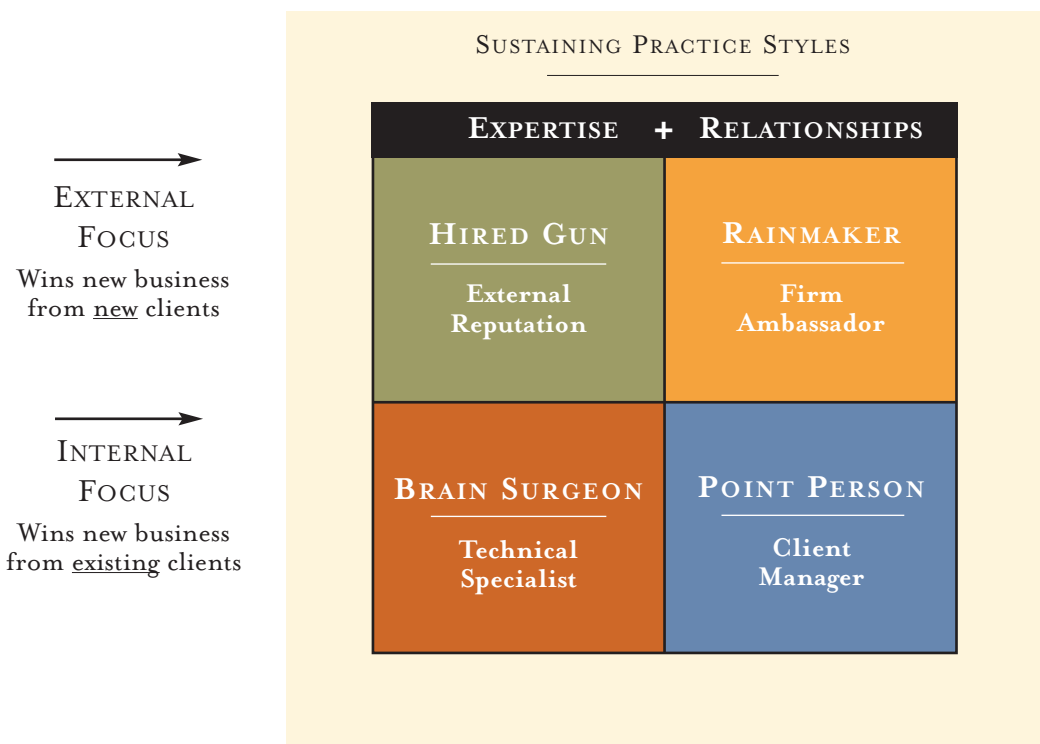 Sustaining Practice Styles
Expertise + Relationships
External
Focus
Wins new business
from new clients
Hired Gun
External
Reputation
Rainmaker
Firm
Ambassador
Internal
Focus
Wins new business
from existing clients
Brain Surgeon
Technical
Specialist
Point Person
Client
Manager